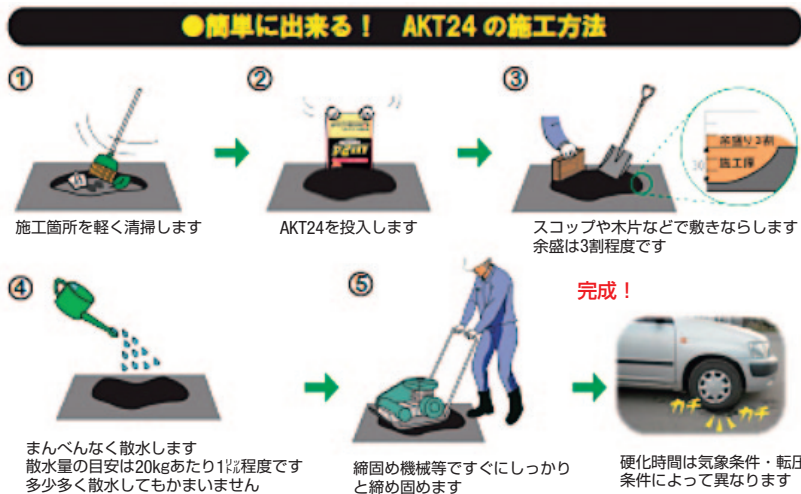 ●簡単に出来る！ AKT24の施工方法
①
②
③
余盛り3割
施工厚
施工箇所を軽く清掃します
AKT24を投入します
スコップや木片などで敷きならします
余盛は3割程度です
④
⑤
完成！
カチ カチ
まんべんなく散水します
散水量の目安は20kgあたり1㍑程度です
多少多く散水してもかまいません
締固め機械等ですぐにしっかり
と締め固めます
硬化時間は気象条件・転圧
条件によって異なります